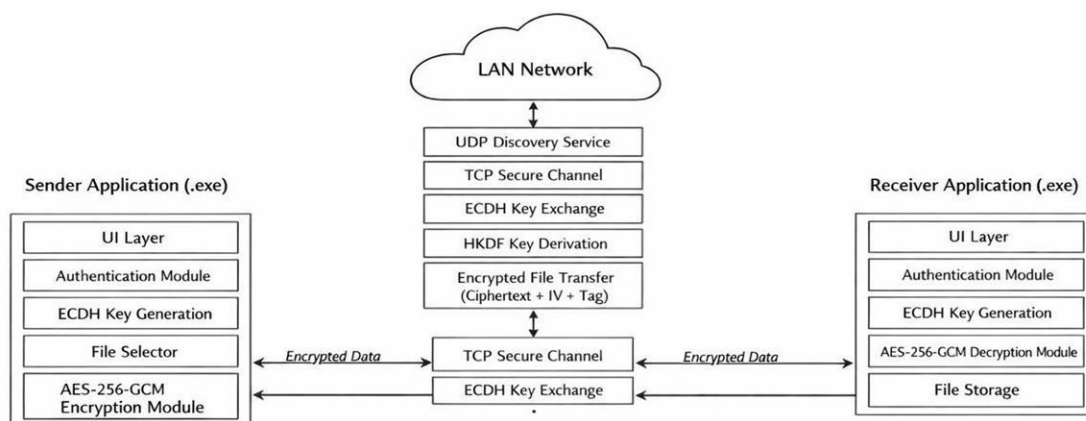 LAN Network
UDP Discovery Service
TCP Secure Channel
ECDH Key Exchange
HKDF Key Derivation
Encrypted File Transfer
(Ciphertext + IV + Tag)
Sender Application (.exe)
UI Layer
Authentication Module
ECDH Key Generation
File Selector
AES-256-GCM
Encryption Module
Encrypted Data
TCP Secure Channel
ECDH Key Exchange
Encrypted Data
Receiver Application (.exe)
UI Layer
Authentication Module
ECDH Key Generation
AES-256-GCM Decryption Module
File Storage